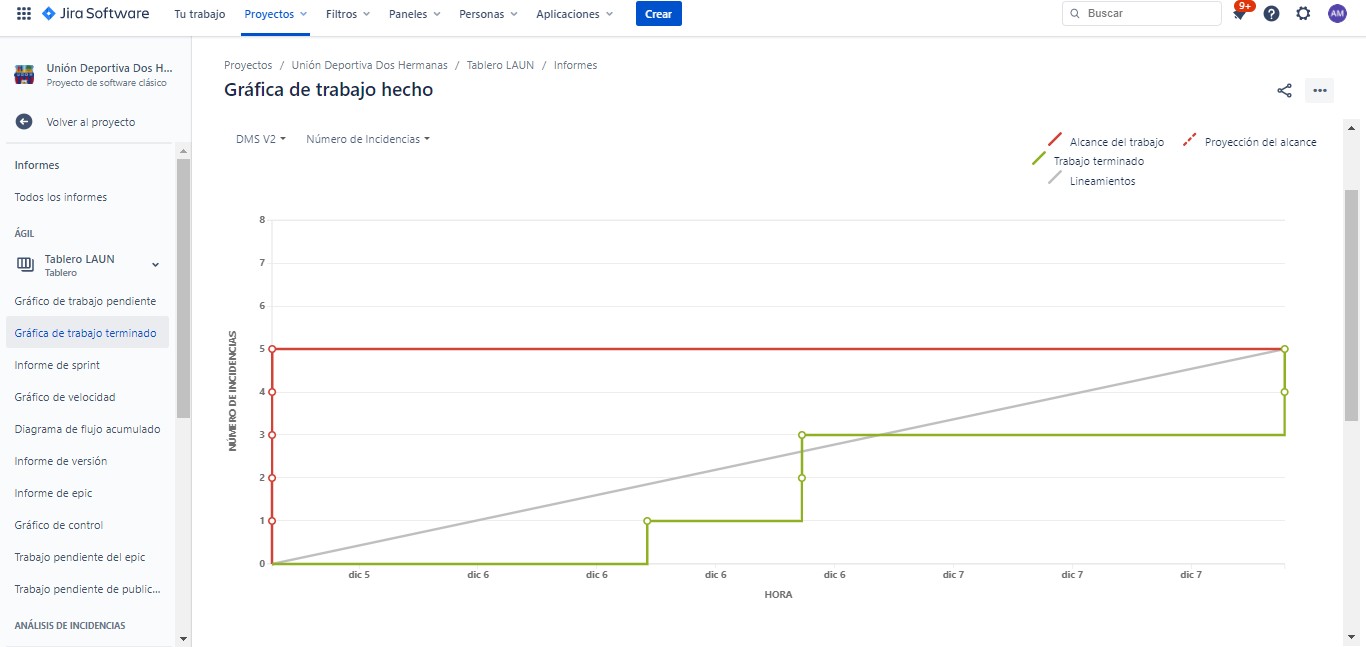 Jira Software Tu trabajo Proyectos Filtros Paneles Personas Aplicaciones Crear Buscar 9+ AM
Unión Deportiva Dos H...
Proyecto de software clásico
Volver al proyecto
Informes
Todos los informes
ÁGIL
Tablero LAUN
Tablero
Gráfico de trabajo pendiente
Gráfica de trabajo terminado
Informe de sprint
Gráfico de velocidad
Diagrama de flujo acumulado
Informe de versión
Informe de epic
Gráfico de control
Trabajo pendiente del epic
Trabajo pendiente de public...
ANÁLISIS DE INCIDENCIAS
Proyectos / Unión Deportiva Dos Hermanas / Tablero LAUN / Informes
Gráfica de trabajo hecho
DMS V2 Número de Incidencias
Alcance del trabajo Proyección del alcance
Trabajo terminado
Lineamientos
NÚMERO DE INCIDENCIAS
8
7
6
5
4
3
2
1
0
dic 5 dic 6 dic 6 dic 6 dic 6 dic 7 dic 7 dic 7
HORA